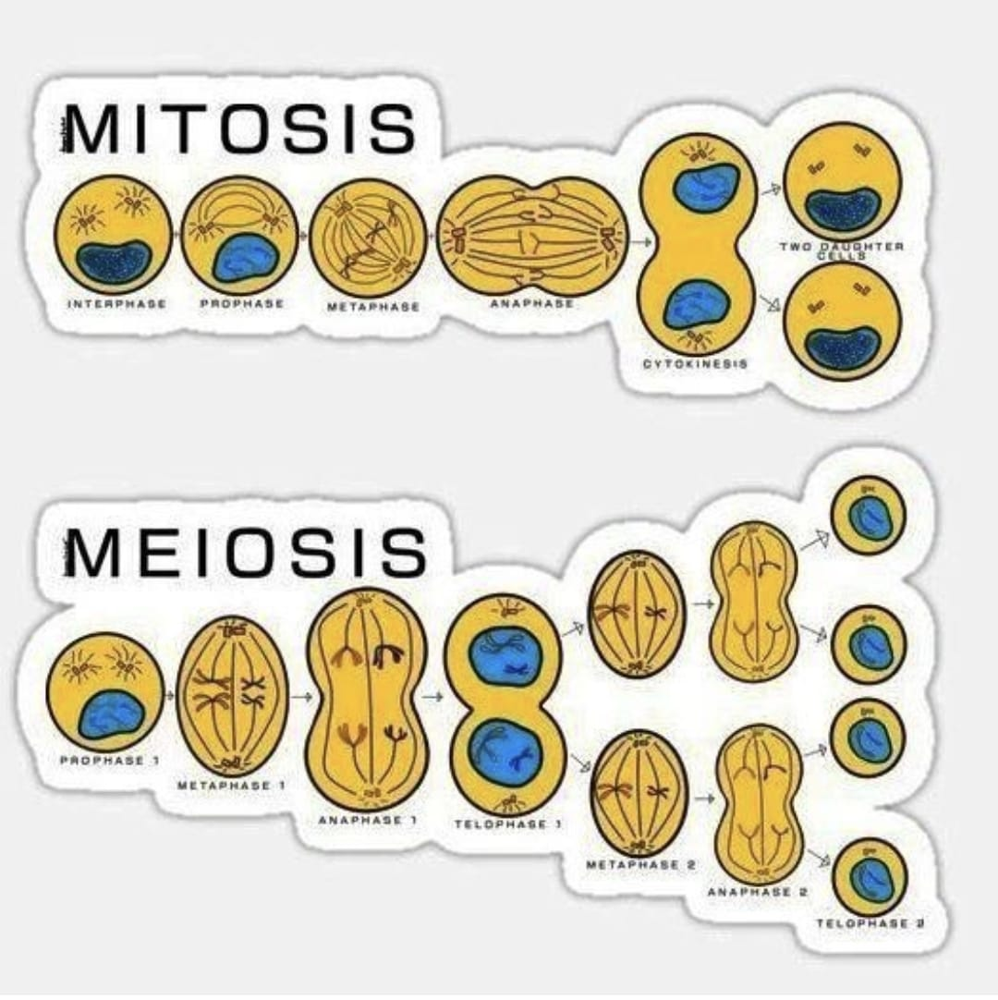 MITOSIS
INTERPHASE
PROPHASE
METAPHASE
ANAPHASE
CYTOKINESIS
TWO DAUGHTER
CELLS
MEIOSIS
PROPHASE 1
METAPHASE 1
ANAPHASE 1
TELOPHASE 1
METAPHASE 2
ANAPHASE 2
TELOPHASE 2